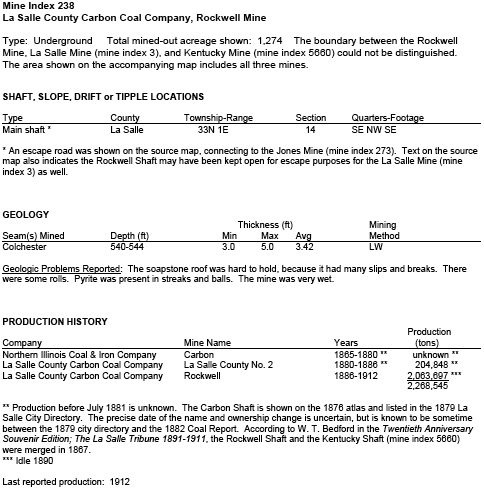 Mine Index 238
La Salle County Carbon Coal Company, Rockwell Mine
Type: Underground Total mined-out acreage shown: 1,274 The boundary between the Rockwell
Mine, La Salle Mine (mine index 3), and Kentucky Mine (mine index 5660) could not be distinguished.
The area shown on the accompanying map includes all three mines.
SHAFT, SLOPE, DRIFT or TIPPLE LOCATIONS
Type County Township-Range Section Quarters-Footage
Main shaft * La Salle 33N 1E 14 SE NW SE
* An escape road was shown on the source map, connecting to the Jones Mine (mine index 273). Text on the source
map also indicates the Rockwell Shaft may have been kept open for escape purposes for the La Salle Mine (mine
index 3) as well.
GEOLOGY
Thickness (ft) Mining
Seam(s) Mined Depth (ft) Min Max Avg Method
Colchester 540-544 3.0 5.0 3.42 LW
Geologic Problems Reported: The soapstone roof was hard to hold, because it had many slips and breaks. There
were some rolls. Pyrite was present in streaks and balls. The mine was very wet.
PRODUCTION HISTORY
Production
Company Mine Name Years (tons)
Northern Illinois Coal & Iron Company Carbon 1865-1880 ** unknown **
La Salle County Carbon Coal Company La Salle County No. 2 1880-1886 ** 204,848 **
La Salle County Carbon Coal Company Rockwell 1886-1912 2,063,697 ***
2,268,545
** Production before July 1881 is unknown. The Carbon Shaft is shown on the 1876 atlas and listed in the 1879 La
Salle City Directory. The precise date of the name and ownership change is uncertain, but is known to be sometime
between the 1879 city directory and the 1882 Coal Report. According to W. T. Bedford in the Twentieth Anniversary
Souvenir Edition; The La Salle Tribune 1891-1911, the Rockwell Shaft and the Kentucky Shaft (mine index 5660)
were merged in 1867.
*** Idle 1890
Last reported production: 1912